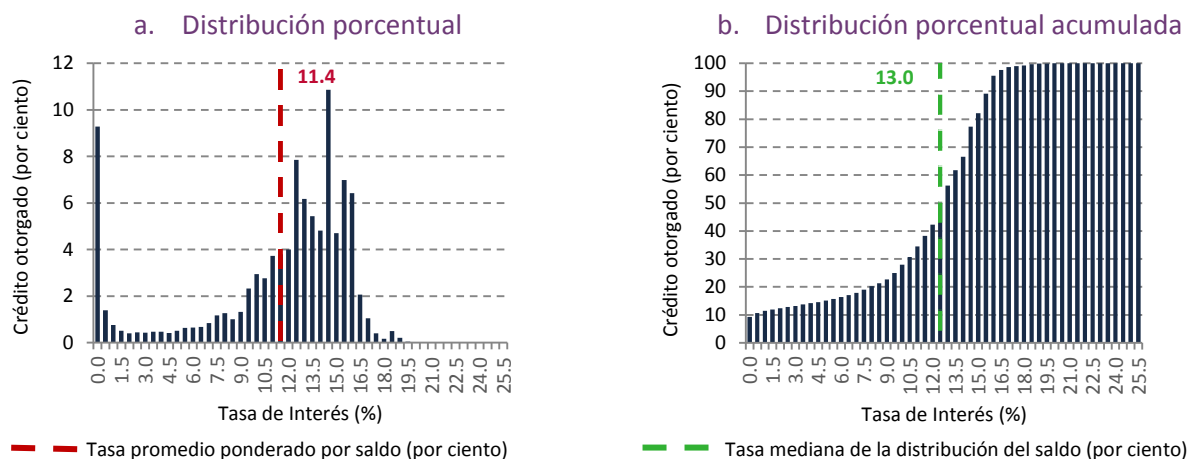 a. Distribución porcentual
Crédito otorgado (por ciento)
12
10
8
6
4
2
0
11.4
0.0 1.5 3.0 4.5 6.0 7.5 9.0 10.5 12.0 13.5 15.0 16.5 18.0 19.5 21.0 22.5 24.0 25.5
Tasa de Interés (%)
Tasa promedio ponderado por saldo (por ciento)
b. Distribución porcentual acumulada
Crédito otorgado (por ciento)
100
90
80
70
60
50
40
30
20
10
0
13.0
0.0 1.5 3.0 4.5 6.0 7.5 9.0 10.5 12.0 13.5 15.0 16.5 18.0 19.5 21.0 22.5 24.0 25.5
Tasa de Interés (%)
Tasa mediana de la distribución del saldo (por ciento)